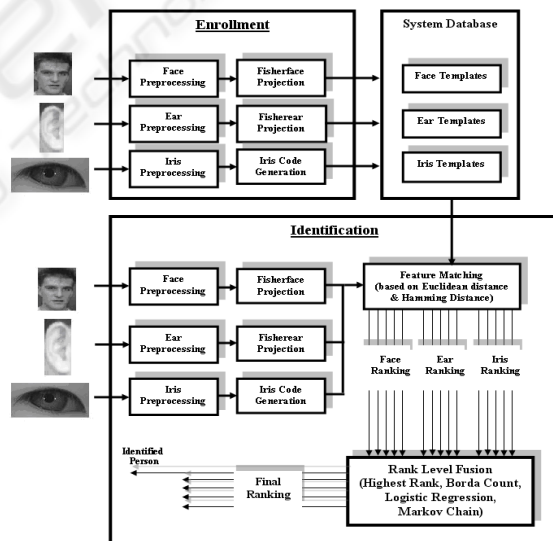 Enrollment
System Database
Face
Preprocessing
Fisherface
Projection
Face Templates
Ear
Preprocessing
Fisherear
Projection
Ear Templates
Iris
Preprocessing
Iris Code
Generation
Iris Templates
Identification
Face
Preprocessing
Fisherface
Projection
Feature Matching
(based on Euclidean distance
& Hamming Distance)
Ear
Preprocessing
Fisherear
Projection
Face
Ranking
Ear
Ranking
Iris
Ranking
Iris
Preprocessing
Iris Code
Generation
Identified
Person
Final
Ranking
Rank Level Fusion
(Highest Rank, Borda Count,
Logistic Regression,
Markov Chain)